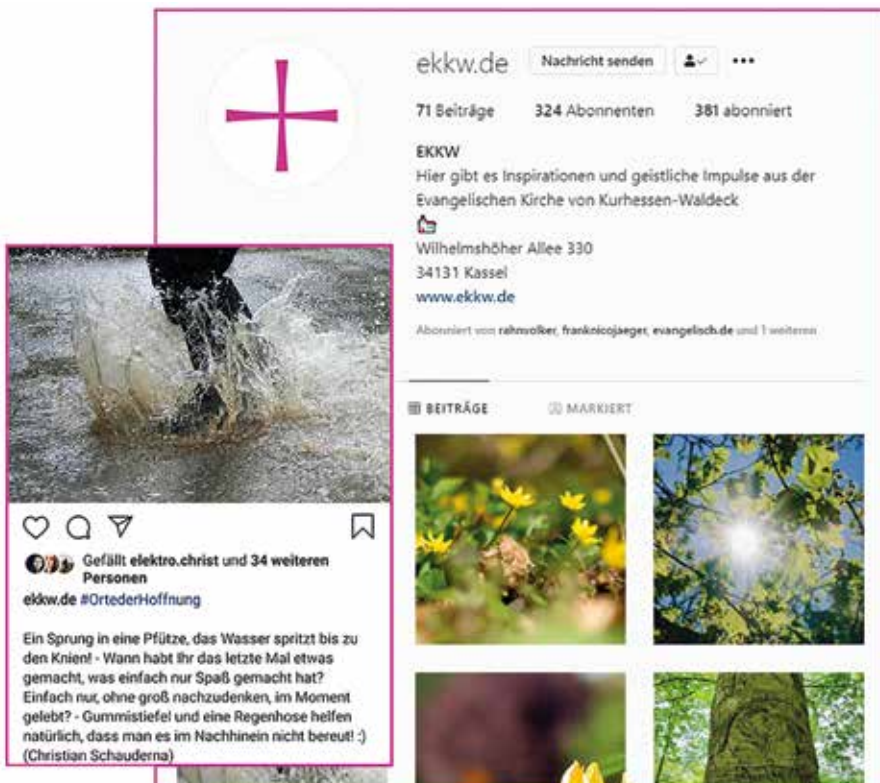 ekkw.de Nachricht senden
71 Beiträge 324 Abonnenten 381 abonniert
EKKW
Hier gibt es Inspirationen und geistliche Impulse aus der
Evangelischen Kirche von Kurhessen-Waldeck
Wilhelmshöher Allee 330
34131 Kassel
www.ekkw.de
Abonniert von rahnvolker, franknicojaeger, evangelisch.de und 1 weiteren
BEITRÄGE MARKIERT
Gefällt elektro.christ und 34 weiteren
Personen
ekkw.de #OrtederHoffnung
Ein Sprung in eine Pfütze, das Wasser spritzt bis zu
den Knien! - Wann habt Ihr das letzte Mal etwas
gemacht, was einfach nur Spaß gemacht hat?
Einfach nur, ohne groß nachzudenken, im Moment
gelebt? - Gummistiefel und eine Regenhose helfen
natürlich, dass man es im Nachhinein nicht bereut! :)
(Christian Schauderna)